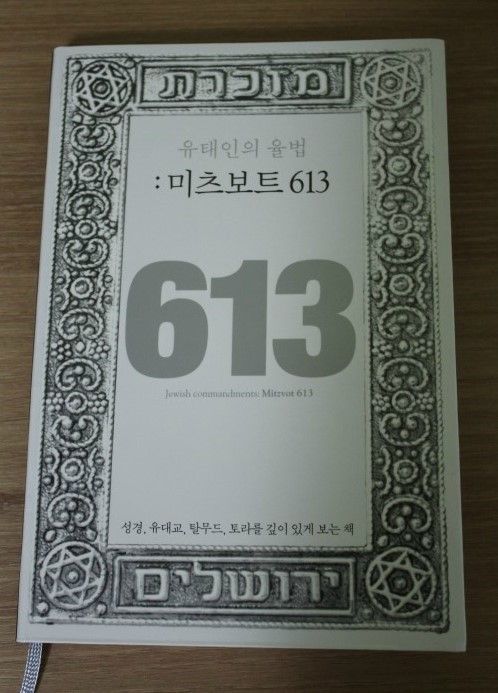 מזכרת
유태인의 율법
: 미츠보트 613
613
Jewish commandments: Mitzvot 613
성경, 유대교, 탈무드, 토라를 깊이 있게 보는 책
ירושלים